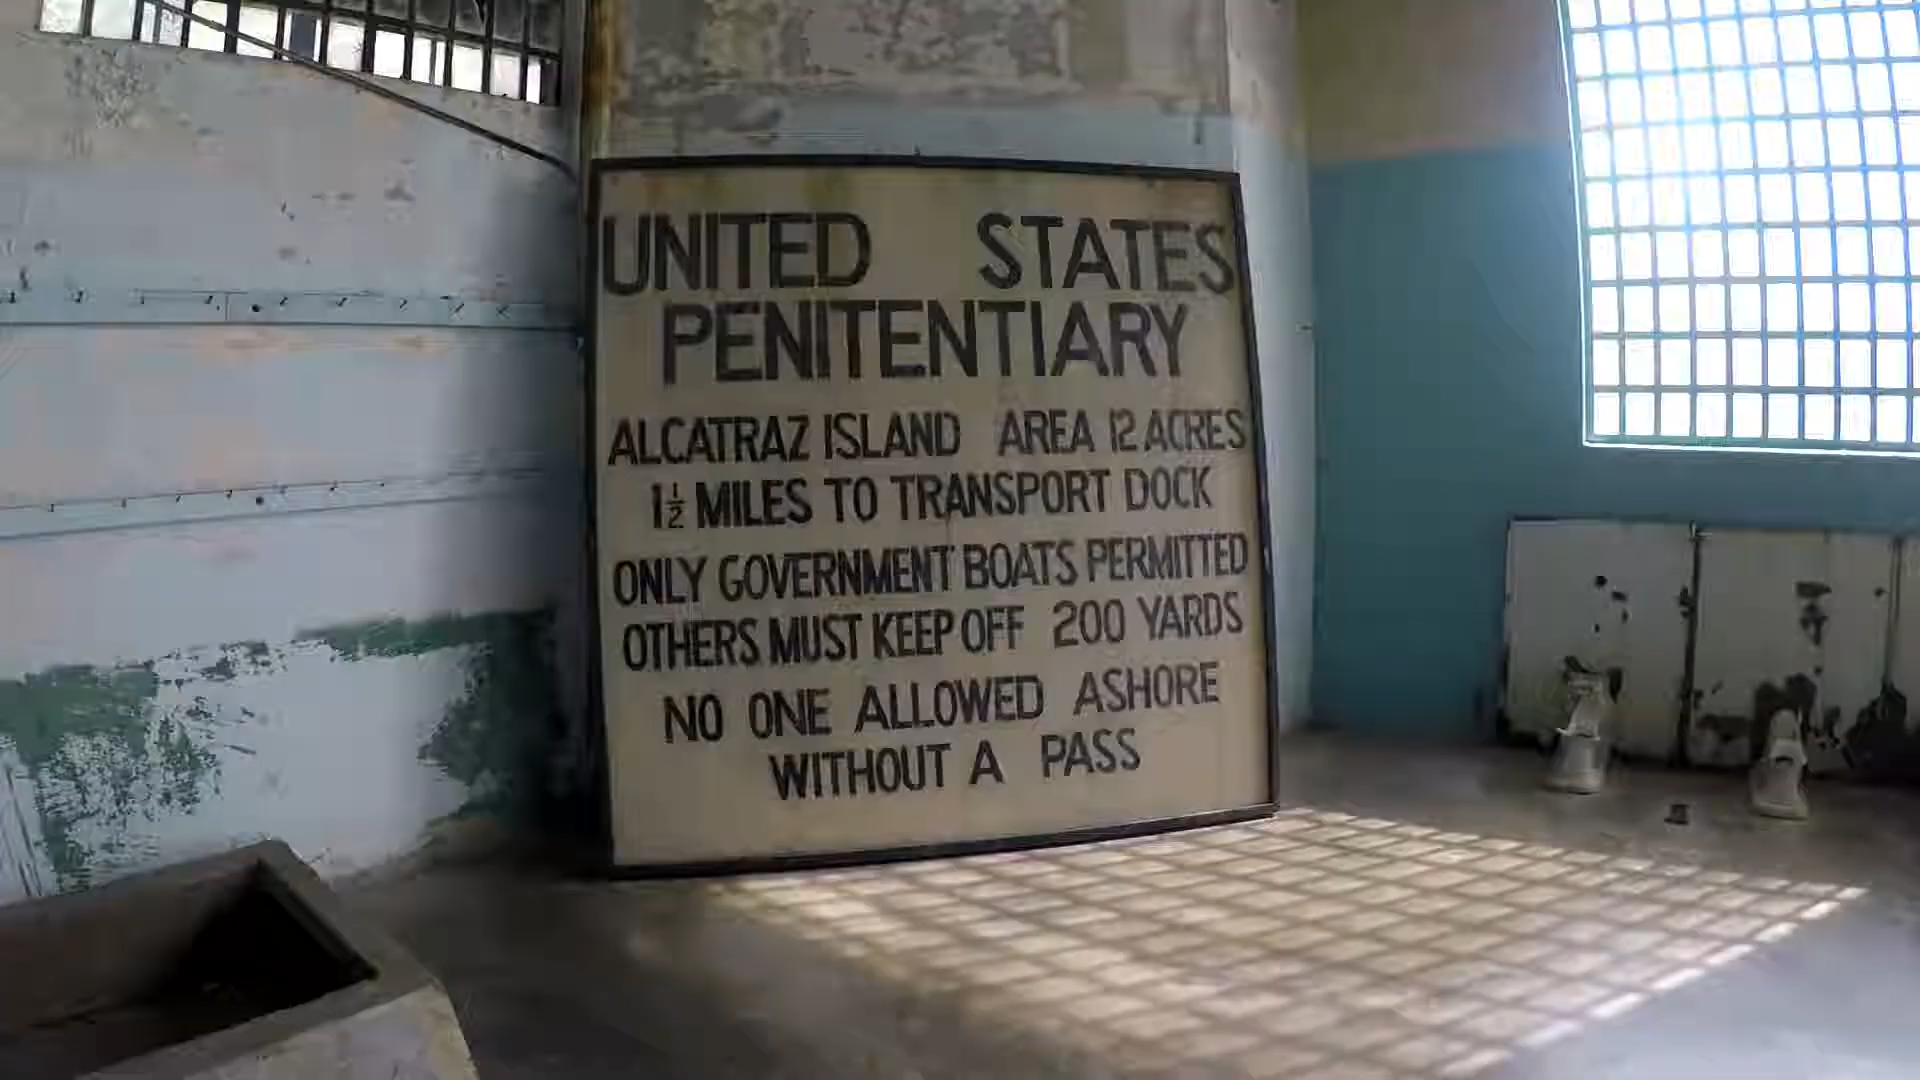 UNITED STATES
PENITENTIARY
ALCATRAZ ISLAND AREA 12 ACRES
1½ MILES TO TRANSPORT DOCK
ONLY GOVERNMENT BOATS PERMITTED
OTHERS MUST KEEP OFF 200 YARDS
NO ONE ALLOWED ASHORE
WITHOUT A PASS